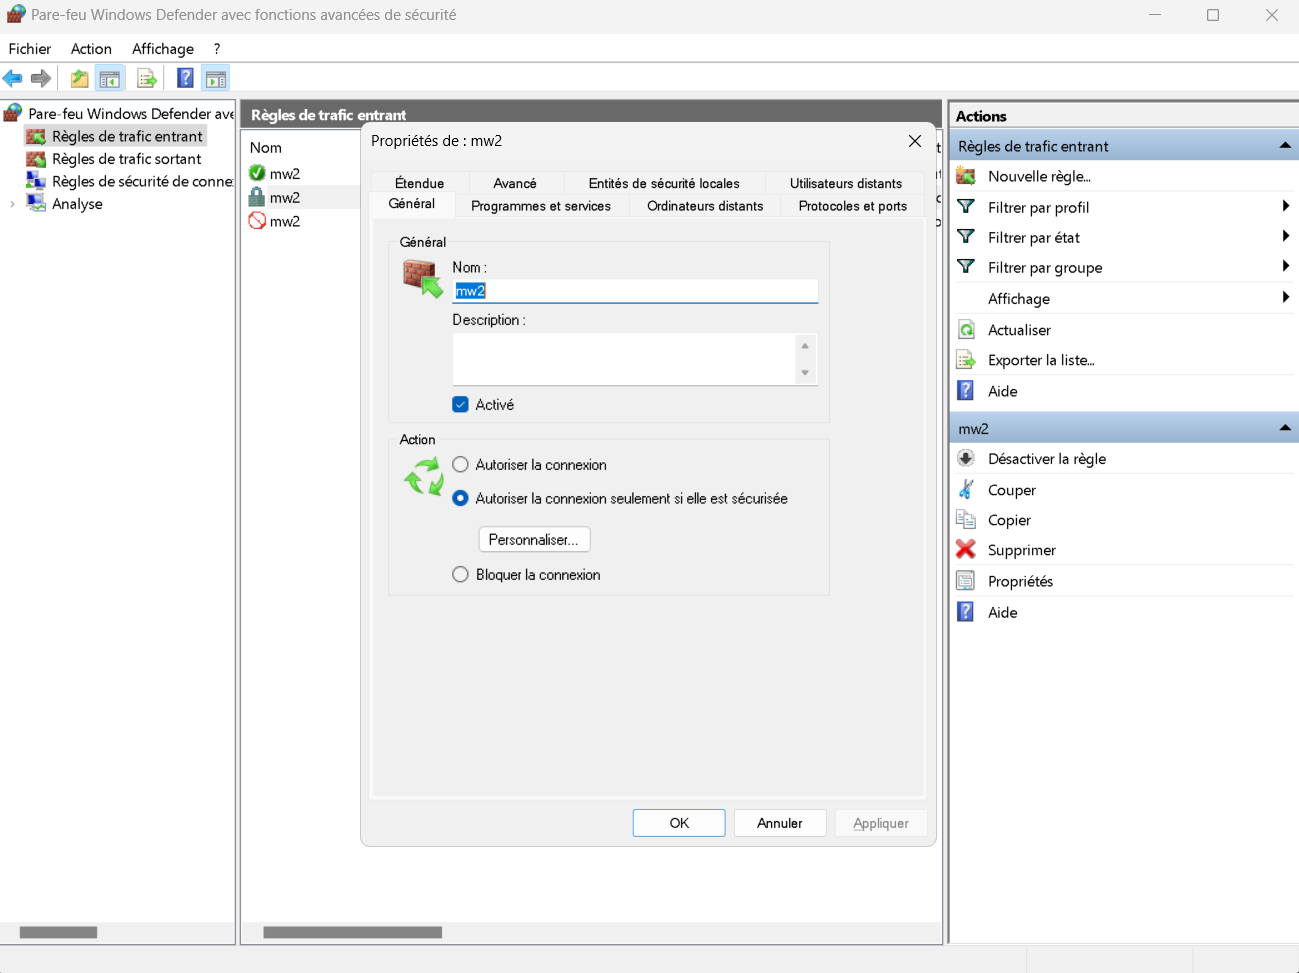 Pare-feu Windows Defender avec fonctions avancées de sécurité
Fichier
Action
Affichage
?
Pare-feu Windows Defender ave
Règles de trafic entrant
Règles de trafic sortant
Règles de sécurité de conne
Analyse
Règles de trafic entrant
Nom
mw2
mw2
mw2
Propriétés de : mw2
Étendue
Avancé
Entités de sécurité locales
Utilisateurs distants
Général
Programmes et services
Ordinateurs distants
Protocoles et ports
Général
Nom :
mw2
Description :
Activé
Action
Autoriser la connexion
Autoriser la connexion seulement si elle est sécurisée
Personnaliser...
Bloquer la connexion
OK
Annuler
Appliquer
Actions
Règles de trafic entrant
Nouvelle règle...
Filtrer par profil
Filtrer par état
Filtrer par groupe
Affichage
Actualiser
Exporter la liste...
Aide
mw2
Désactiver la règle
Couper
Copier
Supprimer
Propriétés
Aide